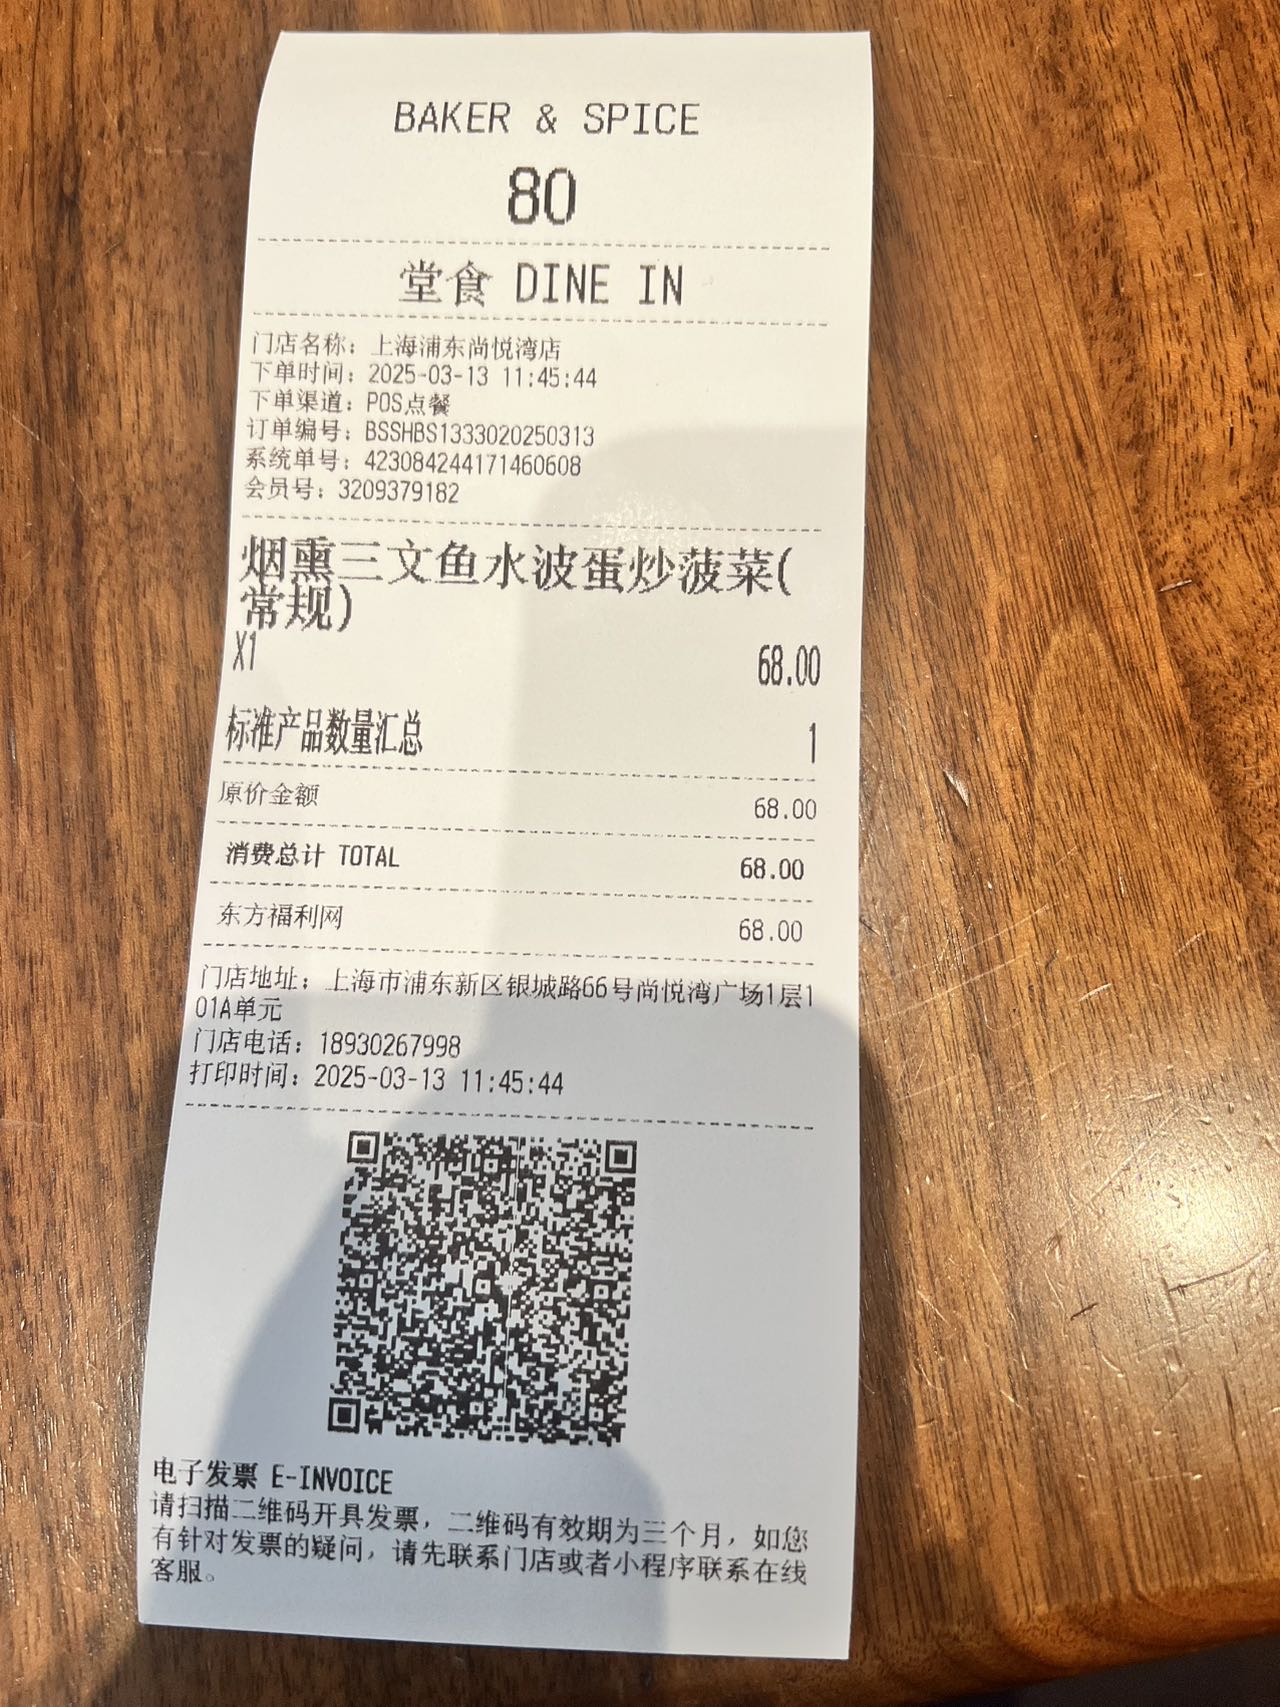 BAKER & SPICE
80
堂食 DINE IN
门店名称：上海浦东尚悦湾店
下单时间：2025-03-13 11:45:44
下单渠道：POS点餐
订单编号：BSSHBS1333020250313
系统单号：423084244171460608
会员号：3209379182
烟熏三文鱼水波蛋炒菠菜(
常规)
X1 68.00
标准产品数量汇总 1
原价金额 68.00
消费总计 TOTAL 68.00
东方福利网 68.00
门店地址：上海市浦东新区银城路66号尚悦湾广场1层1
01A单元
门店电话：18930267998
打印时间：2025-03-13 11:45:44
电子发票 E-INVOICE
请扫描二维码开具发票，二维码有效期为三个月，如您
有针对发票的疑问，请先联系门店或者小程序联系在线
客服。